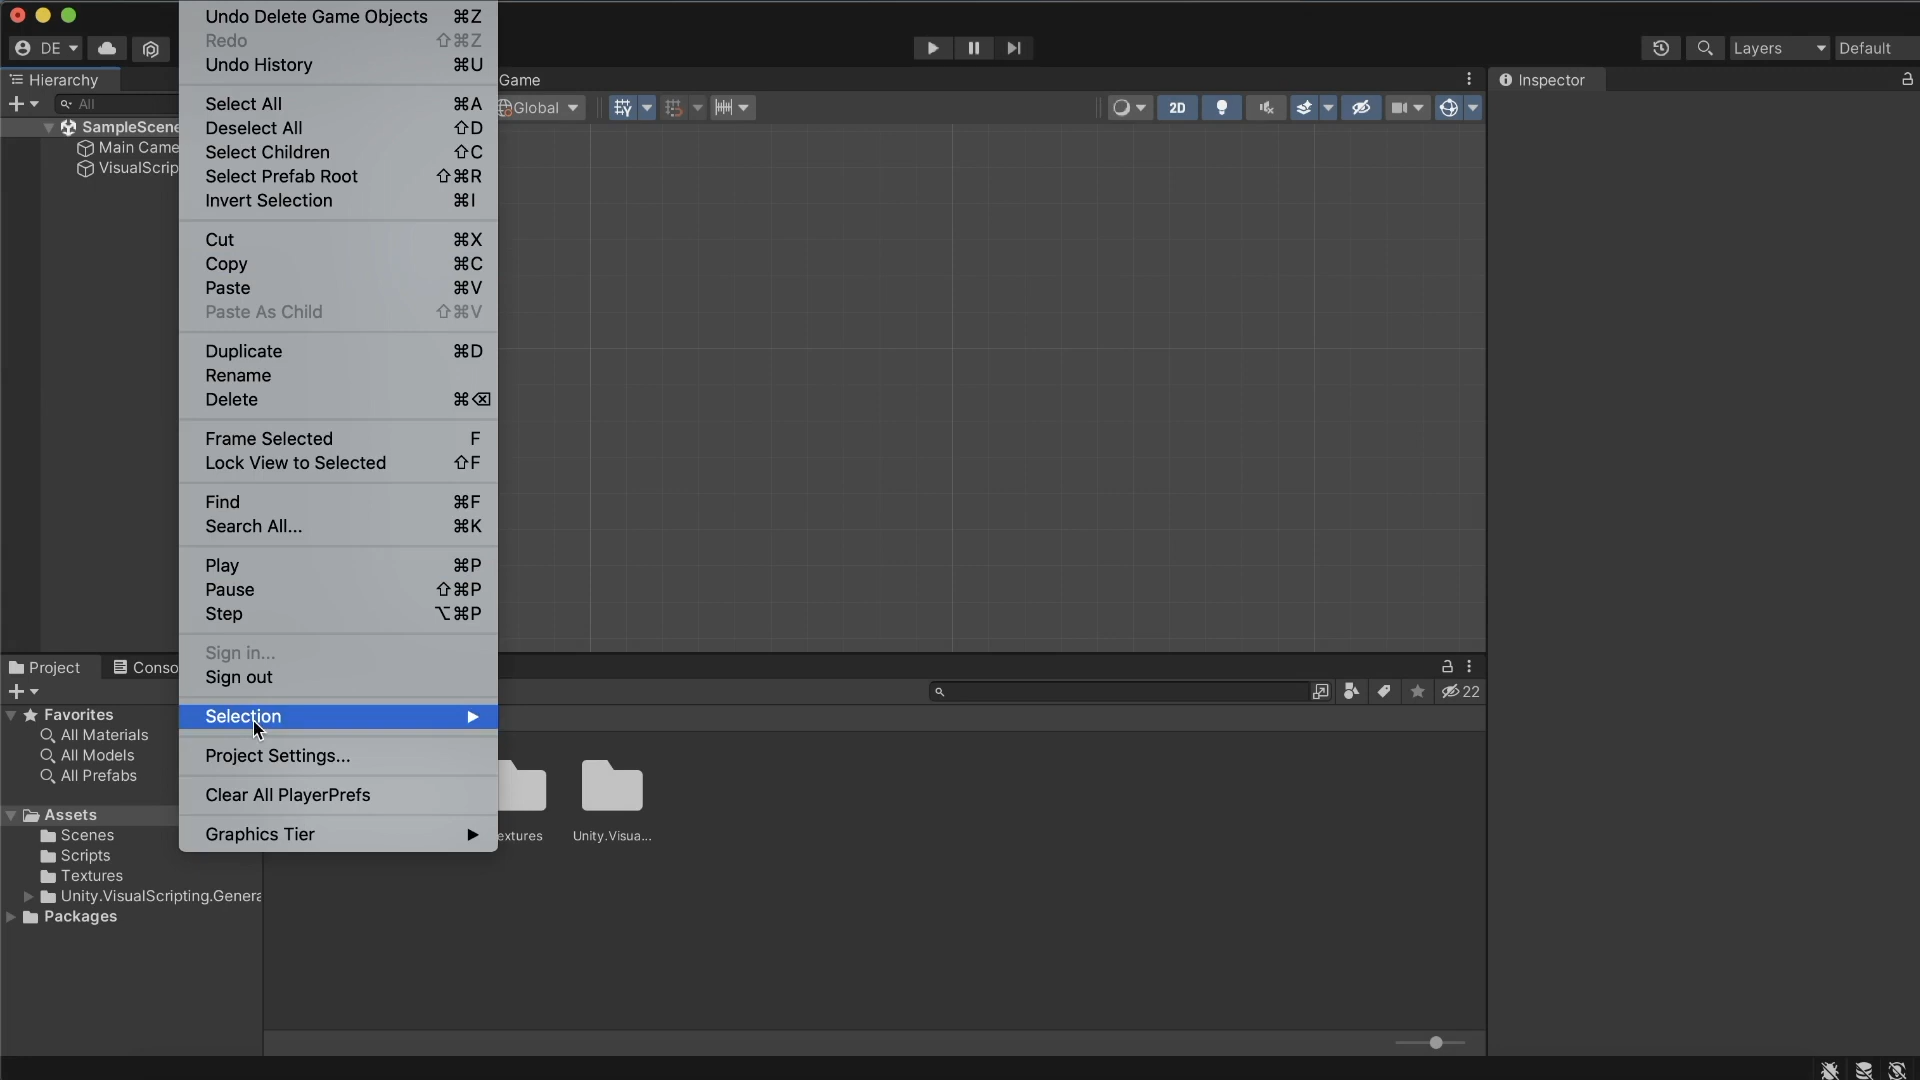 Undo Delete Game Objects ⌘Z
Redo ⇧⌘Z
Undo History ⌘U
Select All ⌘A
Deselect All ⇧D
Select Children ⇧C
Select Prefab Root ⇧⌘R
Invert Selection ⌘I
Cut ⌘X
Copy ⌘C
Paste ⌘V
Paste As Child ⇧⌘V
Duplicate ⌘D
Rename
Delete ⌘⌫
Frame Selected F
Lock View to Selected ⇧F
Find ⌘F
Search All... ⌘K
Play ⌘P
Pause ⇧⌘P
Step ⌥⌘P
Sign in...
Sign out
Selection
Project Settings...
Clear All PlayerPrefs
Graphics Tier
DE
Layers
Default
Hierarchy
All
SampleScene
Main Came
VisualScrip
Game
Global
2D
Inspector
Project
Conso
22
Favorites
All Materials
All Models
All Prefabs
Assets
Scenes
Scripts
Textures
Unity.VisualScripting.Genera
Packages
extures
Unity.Visua...